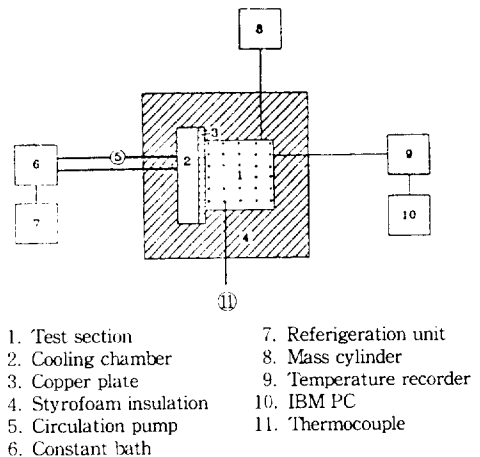 8
3
2
1
5
6
9
7
10
4
11
1. Test section
2. Cooling chamber
3. Copper plate
4. Styrofoam insulation
5. Circulation pump
6. Constant bath
7. Referigeration unit
8. Mass cylinder
9. Temperature recorder
10. IBM PC
11. Thermocouple